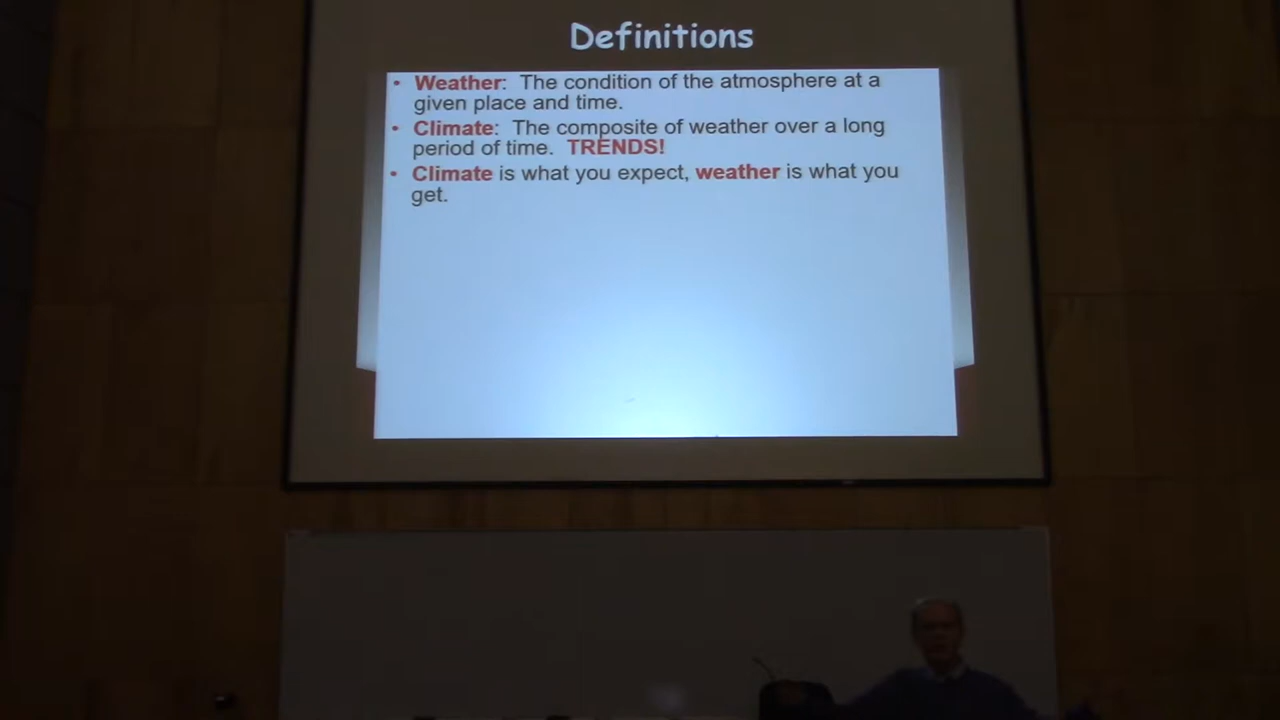 Definitions
• Weather: The condition of the atmosphere at a
given place and time.
• Climate: The composite of weather over a long
period of time. TRENDS!
• Climate is what you expect, weather is what you
get.